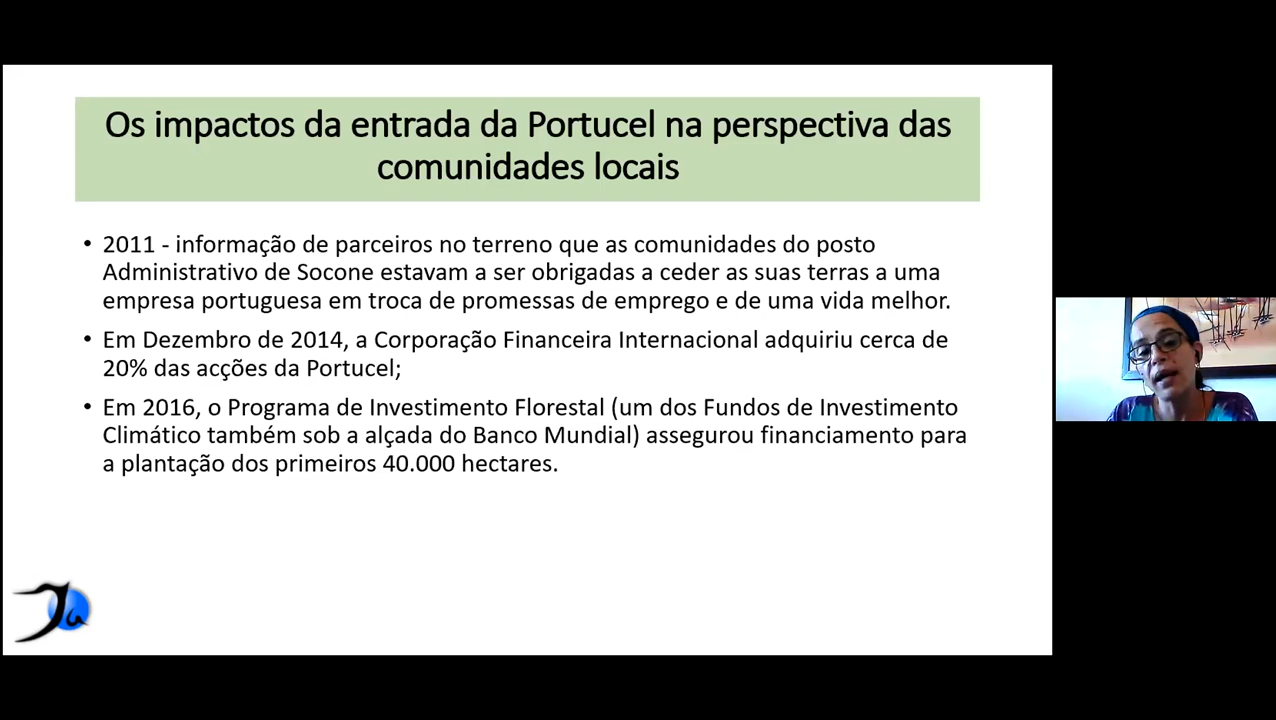 Os impactos da entrada da Portucel na perspectiva das
comunidades locais
• 2011 - informação de parceiros no terreno que as comunidades do posto
Administrativo de Socone estavam a ser obrigadas a ceder as suas terras a uma
empresa portuguesa em troca de promessas de emprego e de uma vida melhor.
• Em Dezembro de 2014, a Corporação Financeira Internacional adquiriu cerca de
20% das acções da Portucel;
• Em 2016, o Programa de Investimento Florestal (um dos Fundos de Investimento
Climático também sob a alçada do Banco Mundial) assegurou financiamento para
a plantação dos primeiros 40.000 hectares.